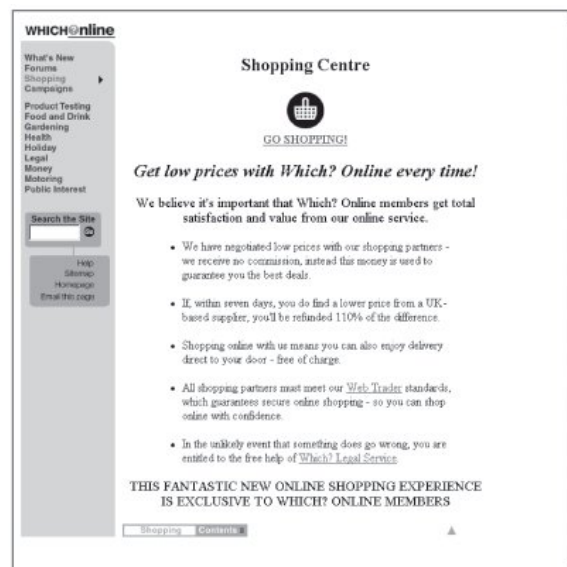 WHICH?Online
What's New
Forums
Shopping
Campaigns
Product Testing
Food and Drink
Gardening
Health
Holiday
Legal
Money
Motoring
Public Interest
Search the Site
Help
Sitemap
Homepage
Email this page
Shopping Centre
GO SHOPPING!
Get low prices with Which? Online every time!
We believe it's important that Which? Online members get total
satisfaction and value from our online service.
• We have negotiated low prices with our shopping partners -
we receive no commission, instead this money is used to
guarantee you the best deals.
• If, within seven days, you do find a lower price from a UK-
based supplier, you'll be refunded 110% of the difference.
• Shopping online with us means you can also enjoy delivery
direct to your door - free of charge.
• All shopping partners must meet our Web Trader standards,
which guarantees secure online shopping - so you can shop
online with confidence.
• In the unlikely event that something does go wrong, you are
entitled to the free help of Which? Legal Service.
THIS FANTASTIC NEW ONLINE SHOPPING EXPERIENCE
IS EXCLUSIVE TO WHICH? ONLINE MEMBERS
Shopping Contents